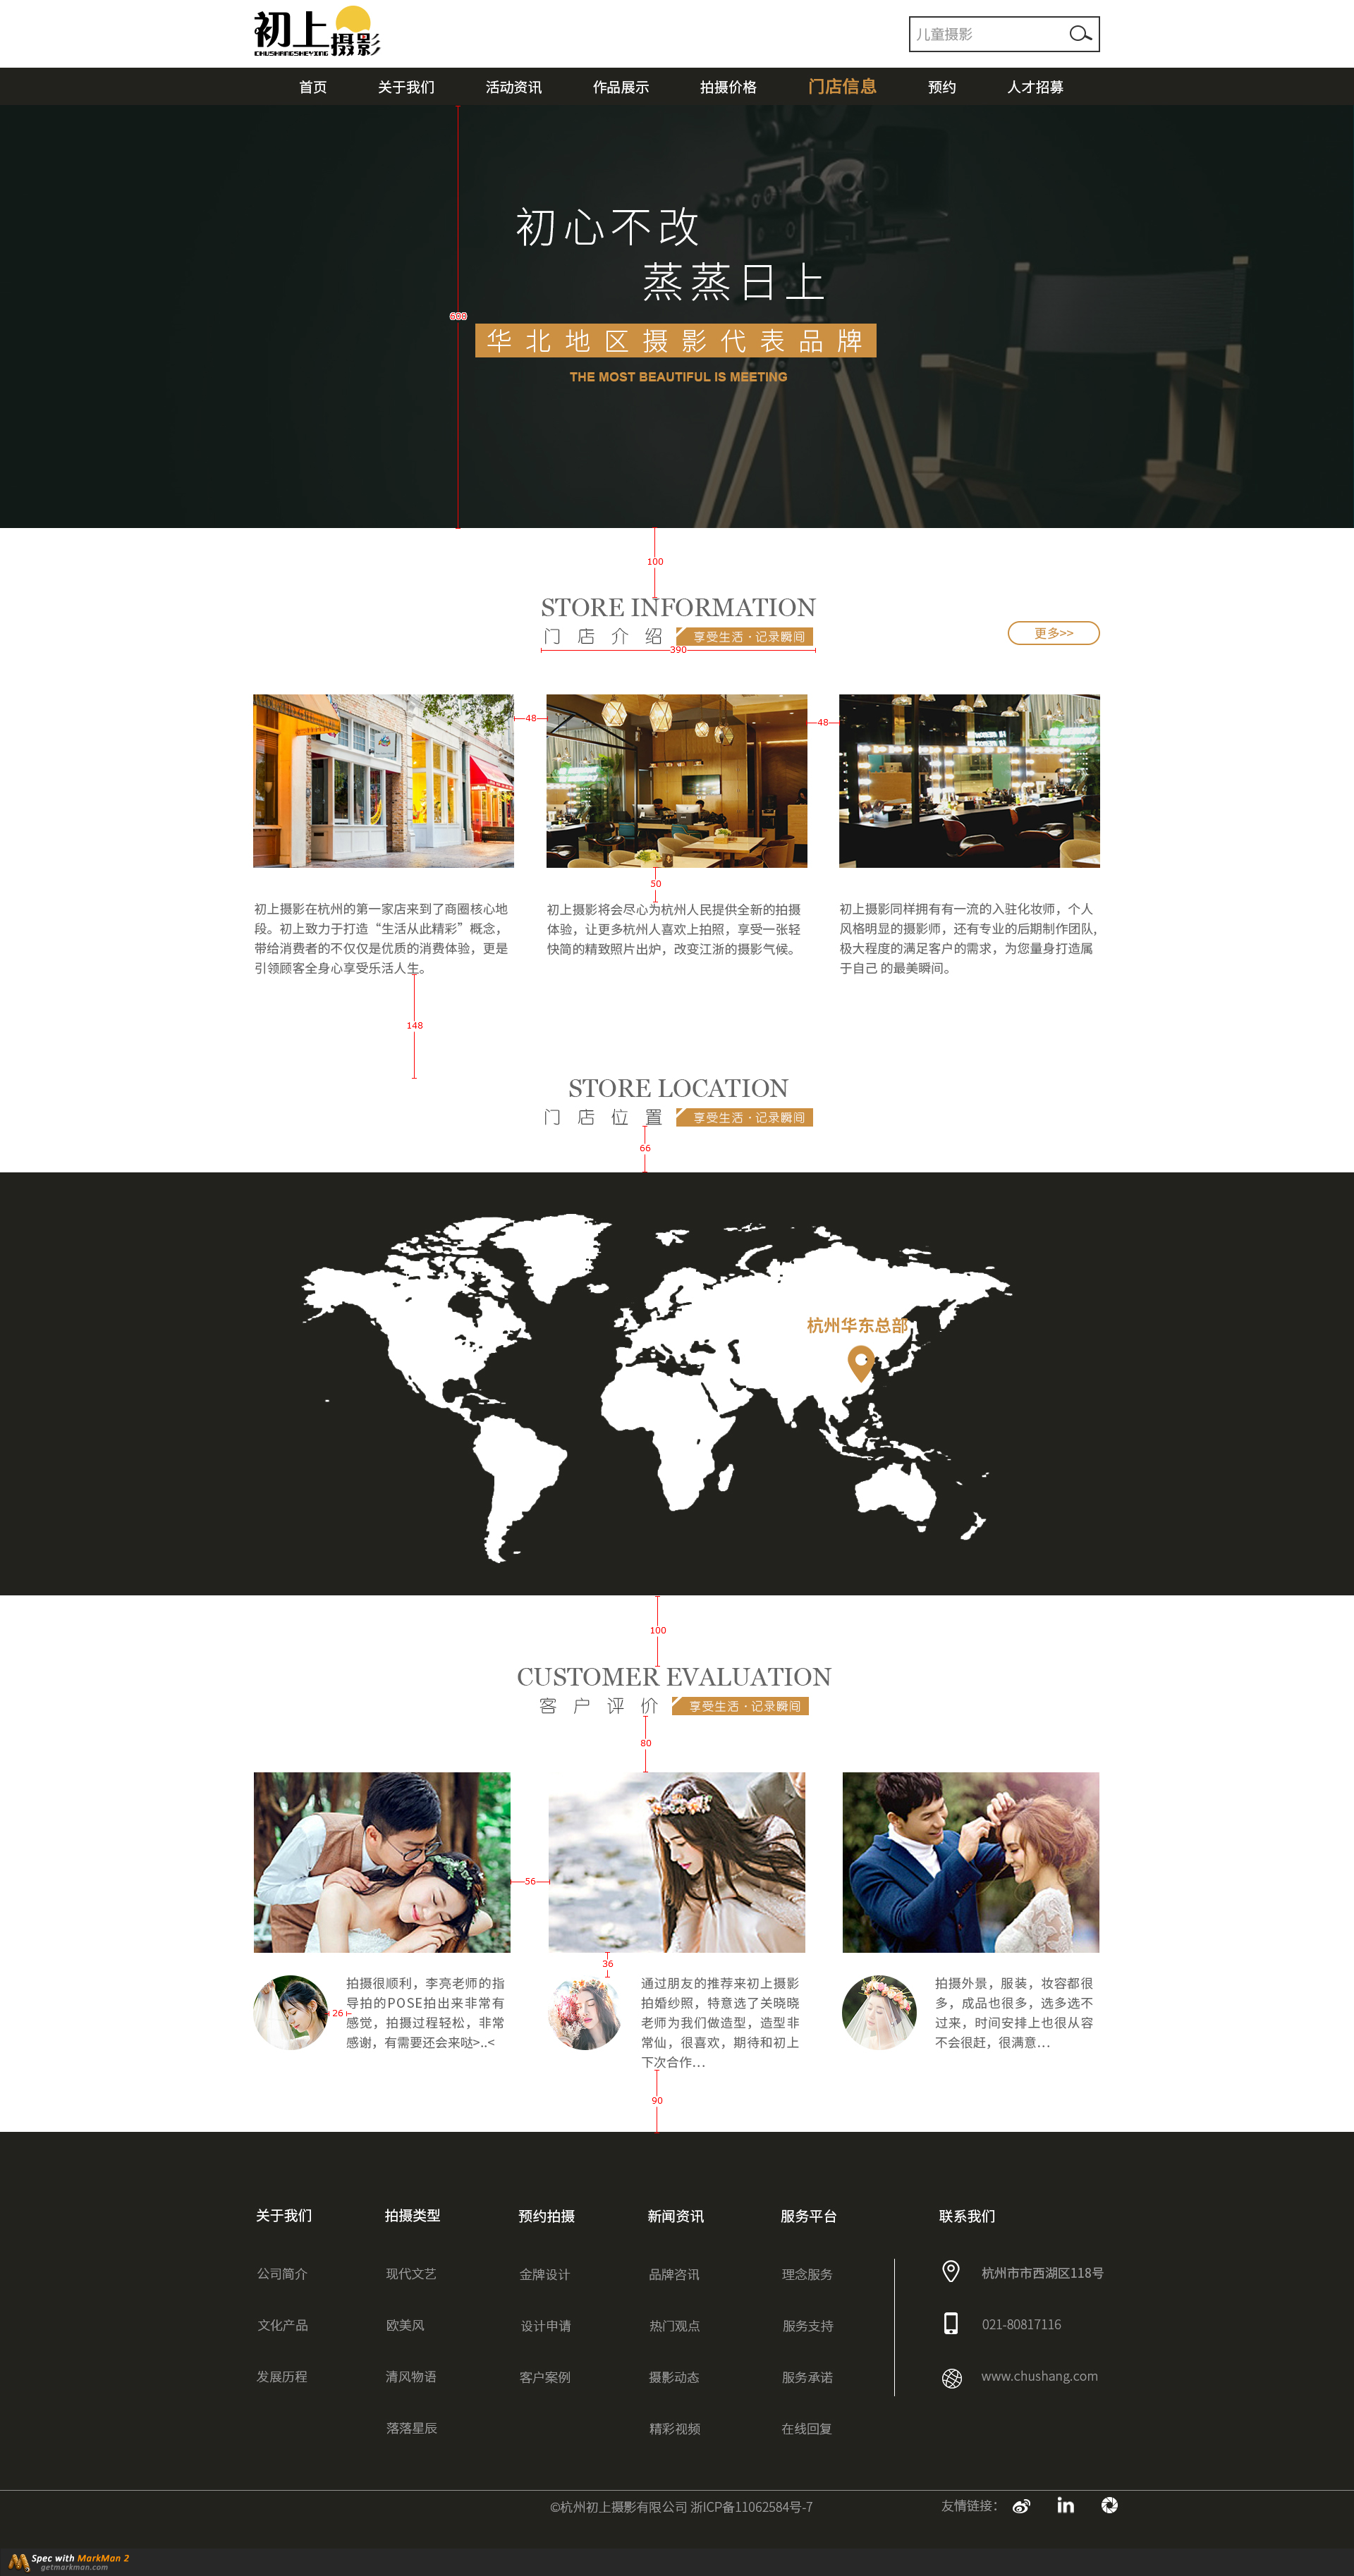 初上摄影
CHUSHANGSHEYING
儿童摄影
首页 关于我们 活动资讯 作品展示 拍摄价格 门店信息 预约 人才招募
初心不改
蒸蒸日上
600
华北地区摄影代表品牌
THE MOST BEAUTIFUL IS MEETING
100
STORE INFORMATION
门店介绍 享受生活·记录瞬间
更多>>
390
48
48
50
初上摄影在杭州的第一家店来到了商圈核心地
段。初上致力于打造“生活从此精彩”概念，
带给消费者的不仅仅是优质的消费体验，更是
引领顾客全身心享受乐活人生。
初上摄影将会尽心为杭州人民提供全新的拍摄
体验，让更多杭州人喜欢上拍照，享受一张轻
快简的精致照片出炉，改变江浙的摄影气候。
初上摄影同样拥有有一流的入驻化妆师，个人
风格明显的摄影师，还有专业的后期制作团队，
极大程度的满足客户的需求，为您量身打造属
于自己 的最美瞬间。
148
STORE LOCATION
门店位置 享受生活·记录瞬间
66
杭州华东总部
100
CUSTOMER EVALUATION
客户评价 享受生活·记录瞬间
80
56
36
26
拍摄很顺利，李亮老师的指
导拍的POSE拍出来非常有
感觉，拍摄过程轻松，非常
感谢，有需要还会来哒>..<
通过朋友的推荐来初上摄影
拍婚纱照，特意选了关晓晓
老师为我们做造型，造型非
常仙，很喜欢，期待和初上
下次合作...
拍摄外景，服装，妆容都很
多，成品也很多，选多选不
过来，时间安排上也很从容
不会很赶，很满意...
90
关于我们 拍摄类型 预约拍摄 新闻资讯 服务平台 联系我们
公司简介 现代文艺 金牌设计 品牌咨讯 理念服务 杭州市市西湖区118号
文化产品 欧美风 设计申请 热门观点 服务支持 021-80817116
发展历程 清风物语 客户案例 摄影动态 服务承诺 www.chushang.com
落落星辰 精彩视频 在线回复
©杭州初上摄影有限公司 浙ICP备11062584号-7
友情链接：
in
Spec with MarkMan 2
getmarkman.com